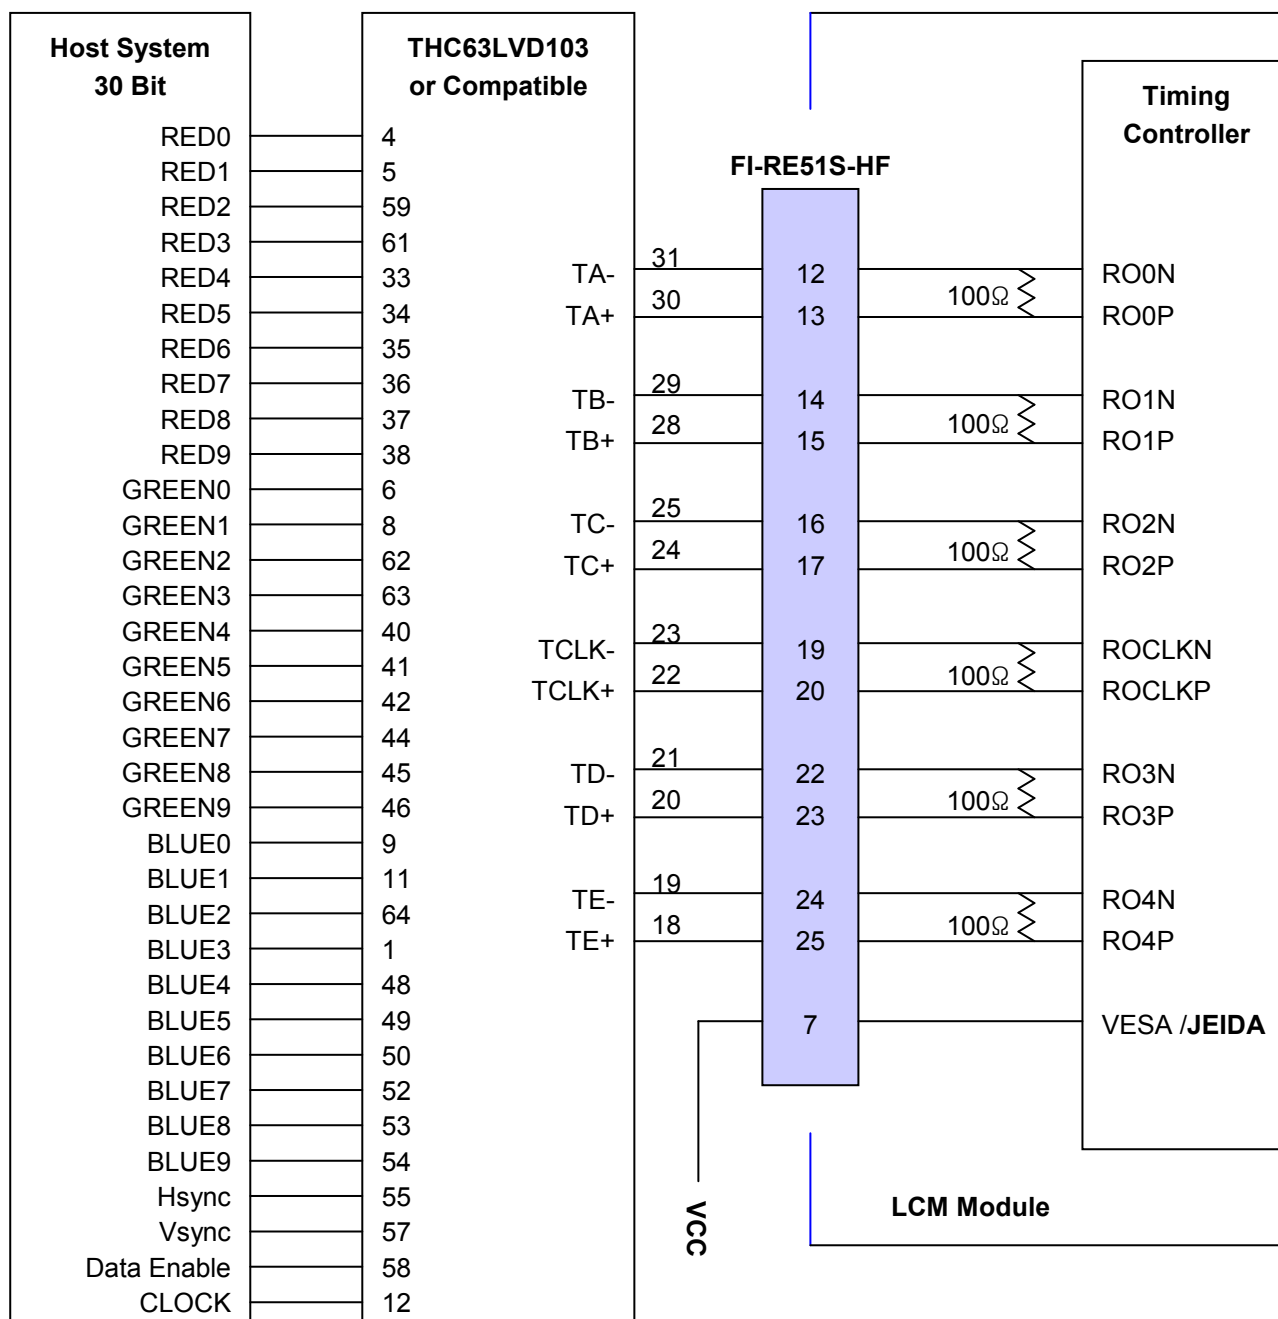 Host System
30 Bit
RED0
RED1
RED2
RED3
RED4
RED5
RED6
RED7
RED8
RED9
GREEN0
GREEN1
GREEN2
GREEN3
GREEN4
GREEN5
GREEN6
GREEN7
GREEN8
GREEN9
BLUE0
BLUE1
BLUE2
BLUE3
BLUE4
BLUE5
BLUE6
BLUE7
BLUE8
BLUE9
Hsync
Vsync
Data Enable
CLOCK
THC63LVD103
or Compatible
4
5
59
61
33
34
35
36
37
38
6
8
62
63
40
41
42
44
45
46
9
11
64
1
48
49
50
52
53
54
55
57
58
12
TA-
TA+
TB-
TB+
TC-
TC+
TCLK-
TCLK+
TD-
TD+
TE-
TE+
31
30
29
28
25
24
23
22
21
20
19
18
VCC
FI-RE51S-HF
12
13
14
15
16
17
19
20
22
23
24
25
7
100Ω
100Ω
100Ω
100Ω
100Ω
100Ω
Timing
Controller
RO0N
RO0P
RO1N
RO1P
RO2N
RO2P
ROCLKN
ROCLKP
RO3N
RO3P
RO4N
RO4P
VESA /JEIDA
LCM Module